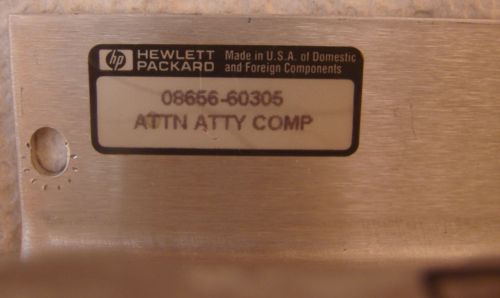 hp HEWLETT PACKARD
Made in U.S.A. of Domestic
and Foreign Components
08656-60305
ATTN ATTY COMP